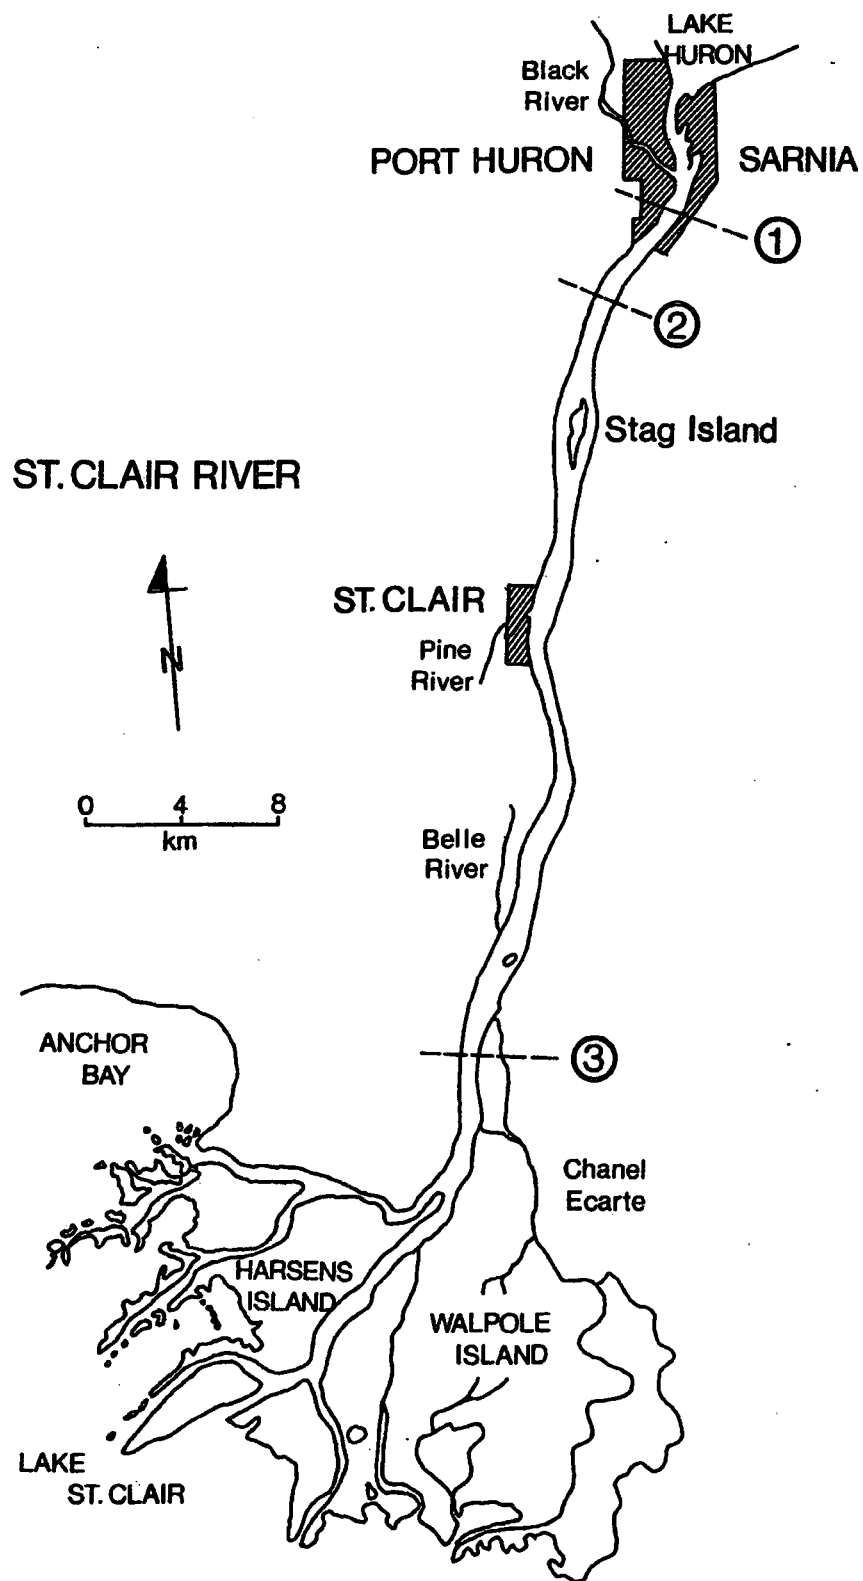 LAKE
HURON
Black
River
PORT HURON
SARNIA
1
2
Stag Island
ST. CLAIR RIVER
ST. CLAIR
Pine
River
N
0 4 8
km
Belle
River
ANCHOR
BAY
3
Chanel
Ecarte
HARSENS
ISLAND
WALPOLE
ISLAND
LAKE
ST. CLAIR